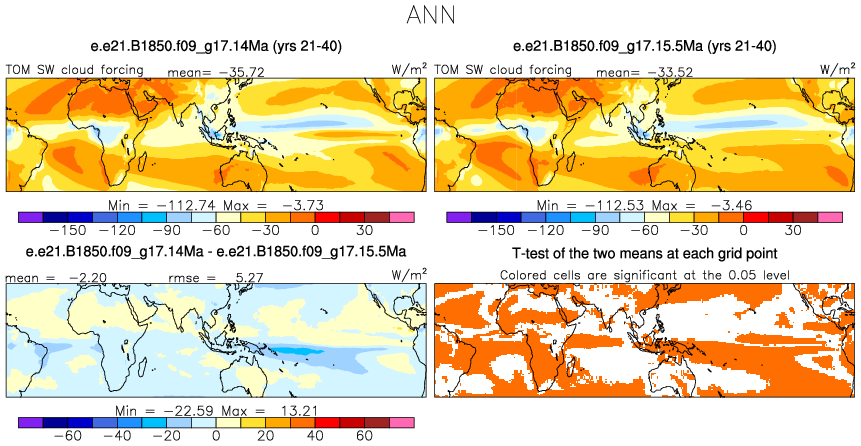 ANN
e.e21.B1850.f09_g17.14Ma (yrs 21-40)
e.e21.B1850.f09_g17.15.5Ma (yrs 21-40)
TOM SW cloud forcing mean= −35.72 W/m²
TOM SW cloud forcing mean= −33.52 W/m²
Min = −112.74 Max = −3.73
Min = −112.53 Max = −3.46
−150 −120 −90 −60 −30 0 30
−150 −120 −90 −60 −30 0 30
e.e21.B1850.f09_g17.14Ma - e.e21.B1850.f09_g17.15.5Ma
T-test of the two means at each grid point
mean = −2.20 rmse = 5.27 W/m²
Colored cells are significant at the 0.05 level
Min = −22.59 Max = 13.21
−60 −40 −20 0 20 40 60